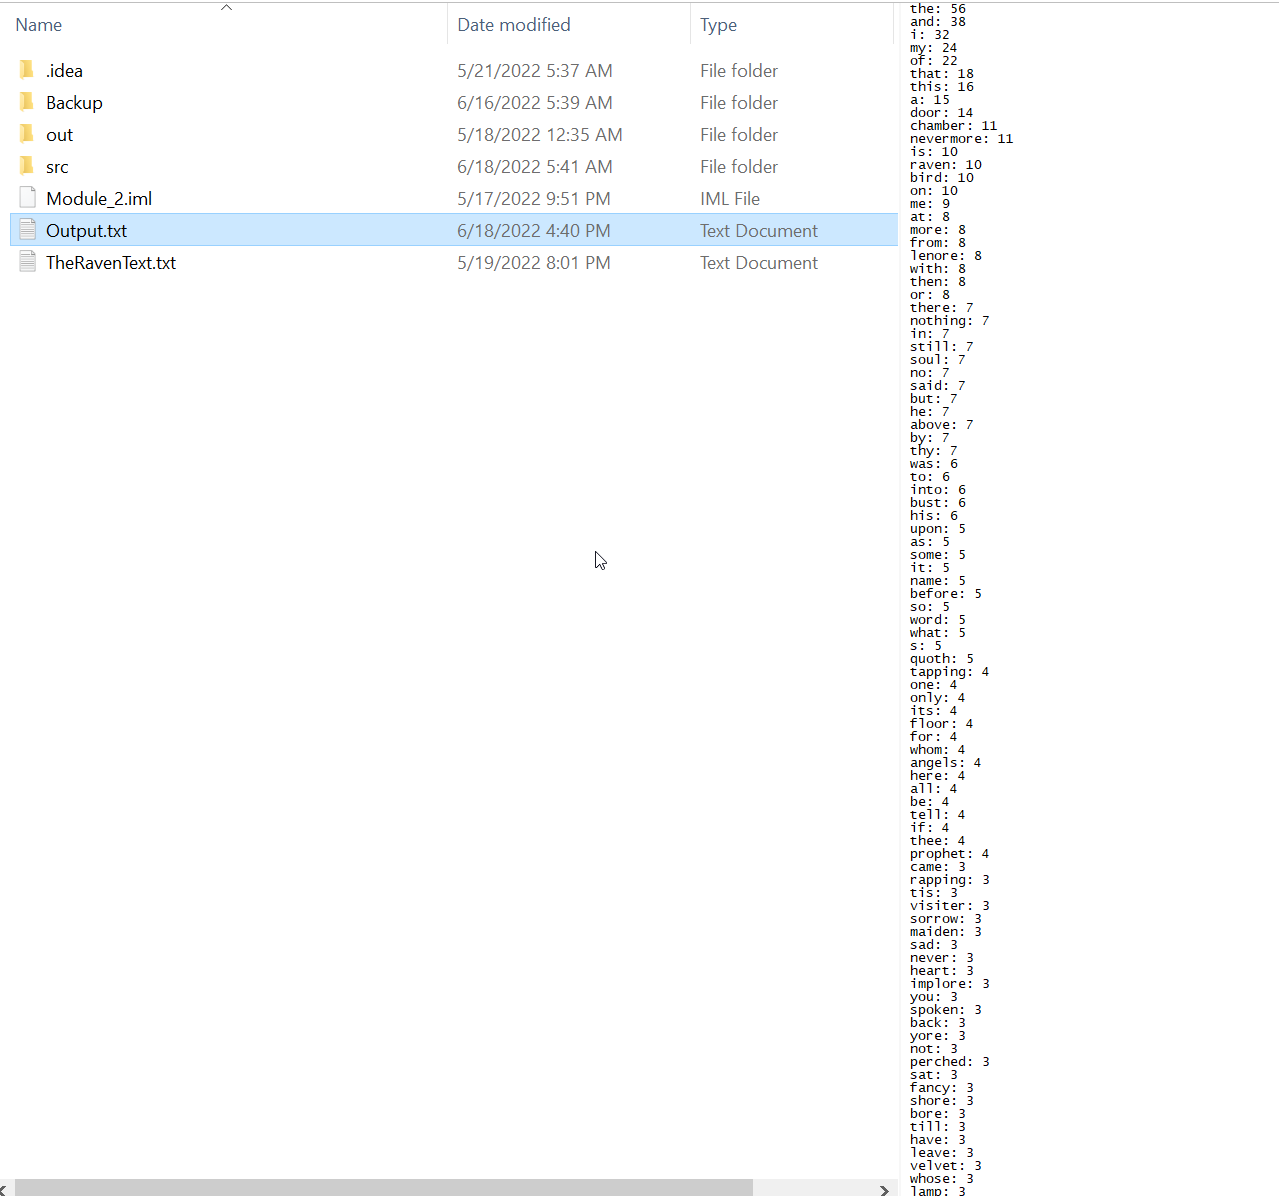 Name Date modified Type
.idea 5/21/2022 5:37 AM File folder
Backup 6/16/2022 5:39 AM File folder
out 5/18/2022 12:35 AM File folder
src 6/18/2022 5:41 AM File folder
Module_2.iml 5/17/2022 9:51 PM IML File
Output.txt 6/18/2022 4:40 PM Text Document
TheRavenText.txt 5/19/2022 8:01 PM Text Document
the: 56
and: 38
i: 32
my: 24
of: 22
that: 18
this: 16
a: 15
door: 14
chamber: 11
nevermore: 11
is: 10
raven: 10
bird: 10
on: 10
me: 9
at: 8
more: 8
from: 8
lenore: 8
with: 8
then: 8
or: 8
there: 7
nothing: 7
in: 7
still: 7
soul: 7
no: 7
said: 7
but: 7
he: 7
above: 7
by: 7
thy: 7
was: 6
to: 6
into: 6
bust: 6
his: 6
upon: 5
as: 5
some: 5
it: 5
name: 5
before: 5
so: 5
word: 5
what: 5
s: 5
quoth: 5
tapping: 4
one: 4
only: 4
its: 4
floor: 4
for: 4
whom: 4
angels: 4
here: 4
all: 4
be: 4
tell: 4
if: 4
thee: 4
prophet: 4
came: 3
rapping: 3
tis: 3
visiter: 3
sorrow: 3
maiden: 3
sad: 3
never: 3
heart: 3
implore: 3
you: 3
spoken: 3
back: 3
yore: 3
not: 3
perched: 3
sat: 3
fancy: 3
shore: 3
bore: 3
till: 3
have: 3
leave: 3
velvet: 3
whose: 3
lamp: 3